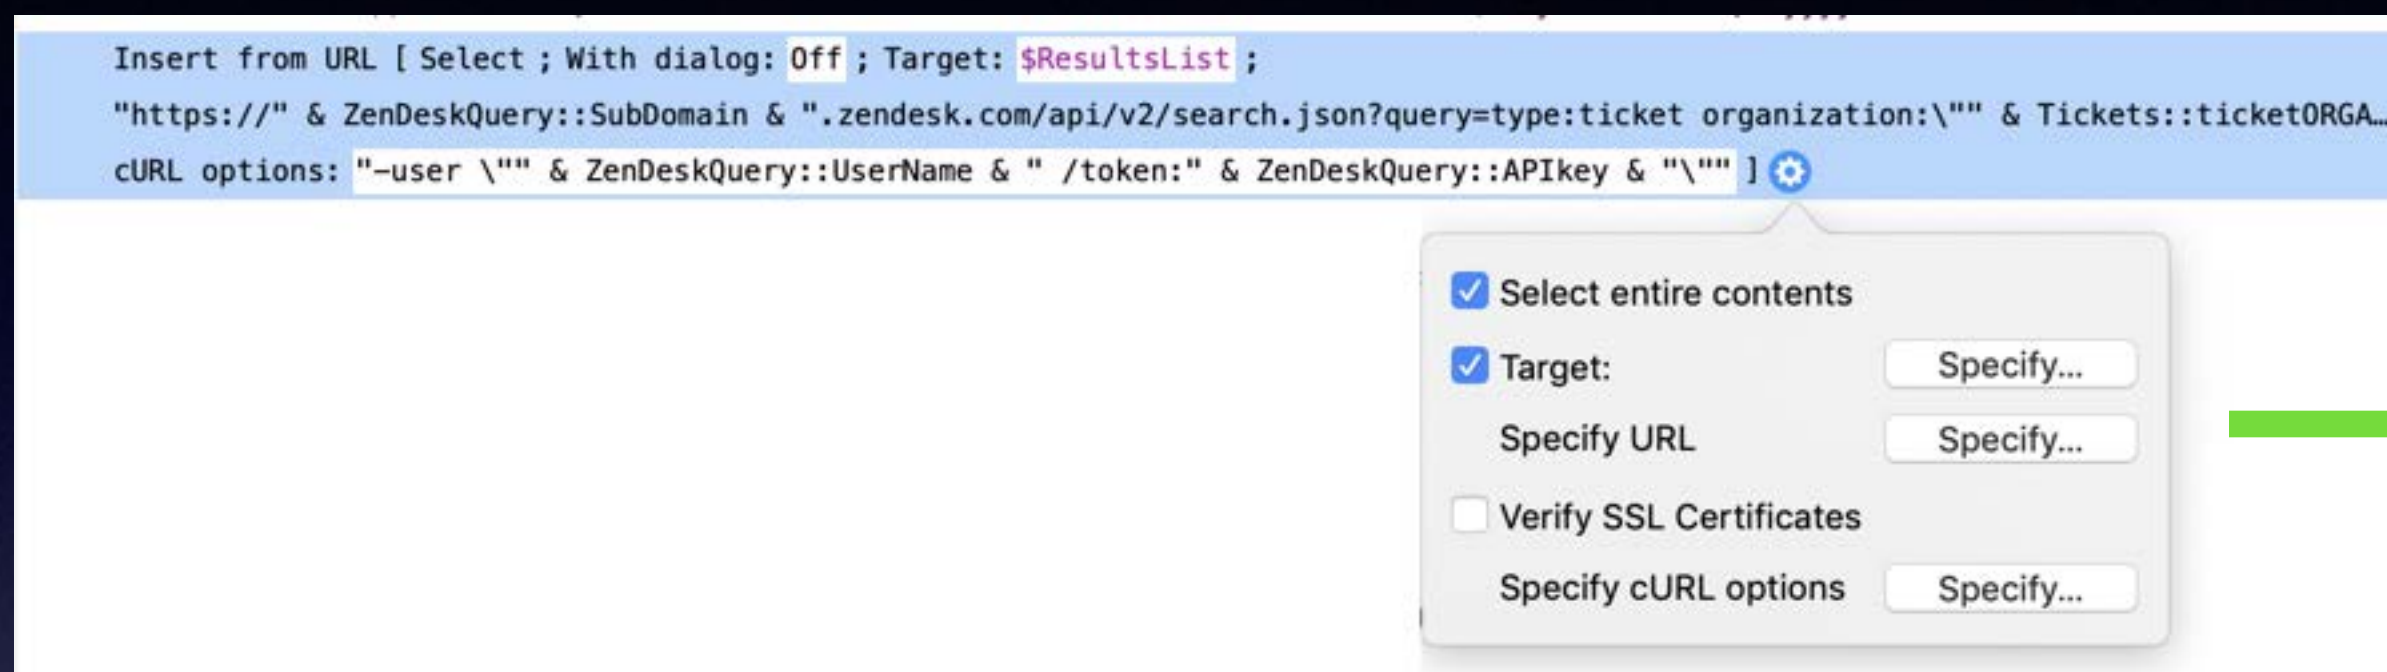 Insert from URL [ Select ; With dialog: Off ; Target: $ResultsList ;
"https://" & ZenDeskQuery::SubDomain & ".zendesk.com/api/v2/search.json?query=type:ticket organization:\"" & Tickets::ticketORGA…
cURL options: "–user \"" & ZenDeskQuery::UserName & " /token:" & ZenDeskQuery::APIkey & "\"" ]
Select entire contents
Target: Specify...
Specify URL Specify...
Verify SSL Certificates
Specify cURL options Specify...